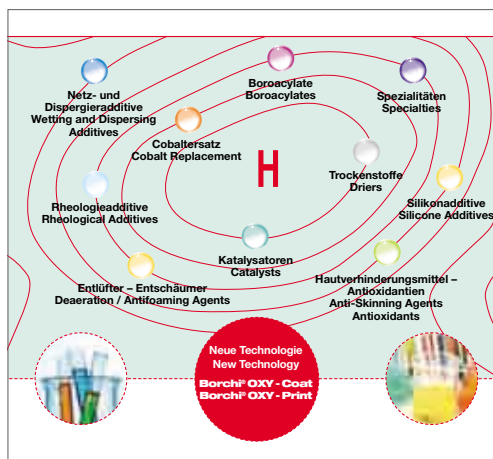 Netz- und
Dispergieradditive
Wetting and Dispersing
Additives
Boroacylate
Boroacylates
Spezialitäten
Specialties
Cobaltersatz
Cobalt Replacement
H
Trockenstoffe
Driers
Rheologieadditive
Rheological Additives
Silikonadditive
Silicone Additives
Katalysatoren
Catalysts
Entlüfter – Entschäumer
Deaeration / Antifoaming Agents
Hautverhinderungsmittel –
Antioxidantien
Anti-Skinning Agents
Antioxidants
Neue Technologie
New Technology
Borchi® OXY - Coat
Borchi® OXY - Print